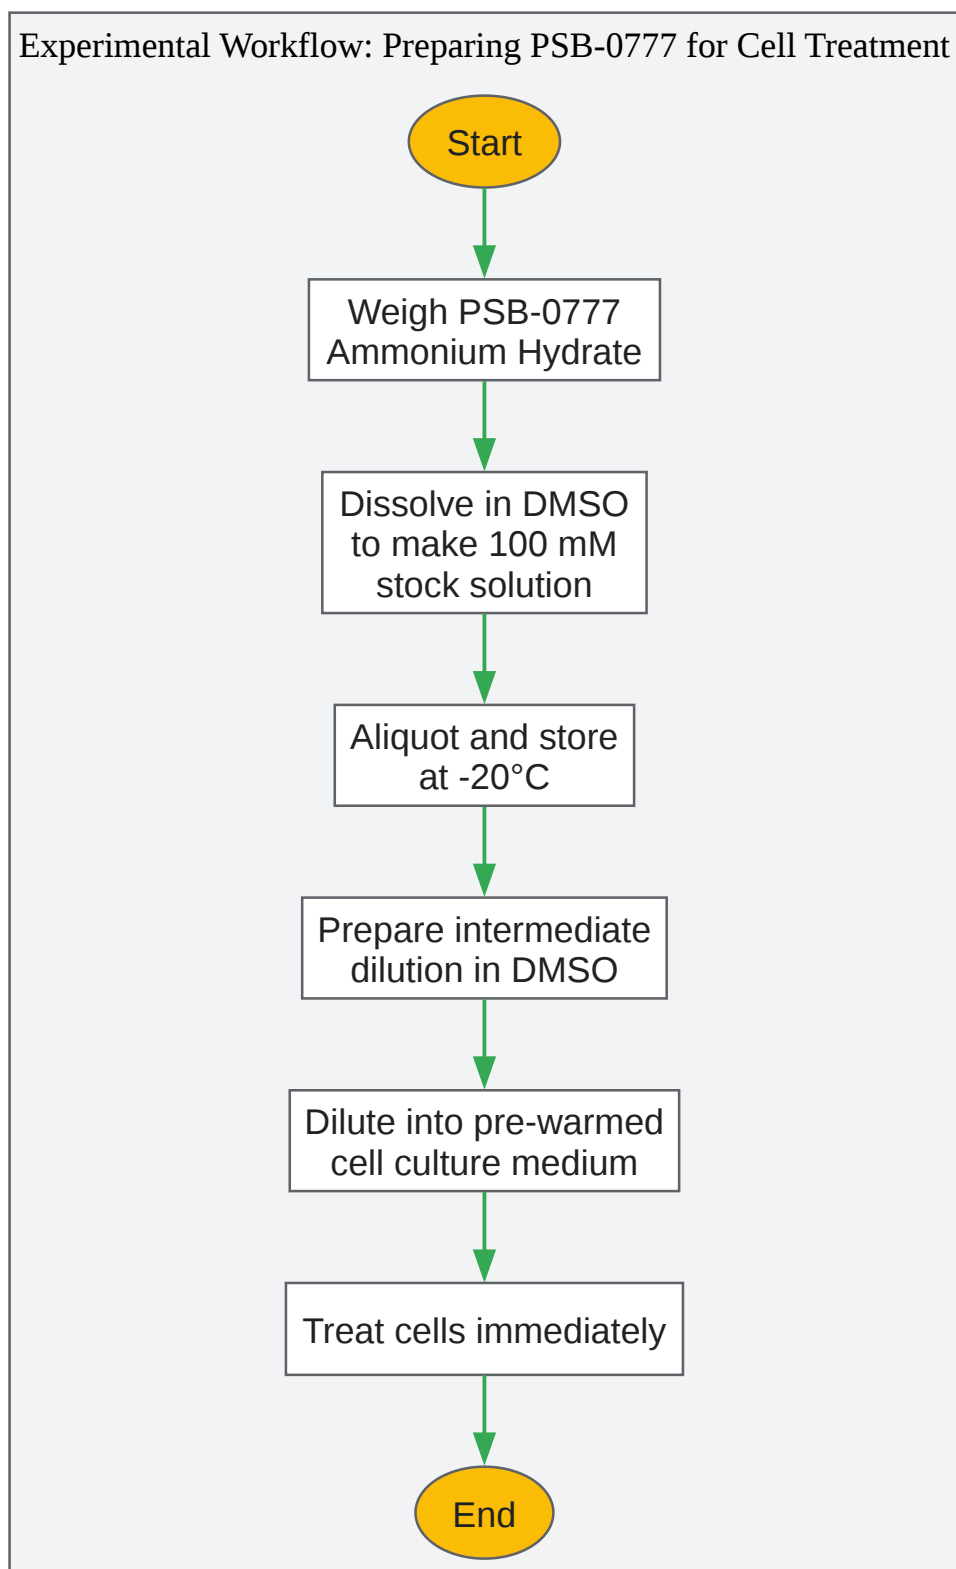 Experimental Workflow: Preparing PSB-0777 for Cell Treatment
Start
Weigh PSB-0777
Ammonium Hydrate
Dissolve in DMSO
to make 100 mM
stock solution
Aliquot and store
at -20°C
Prepare intermediate
dilution in DMSO
Dilute into pre-warmed
cell culture medium
Treat cells immediately
End